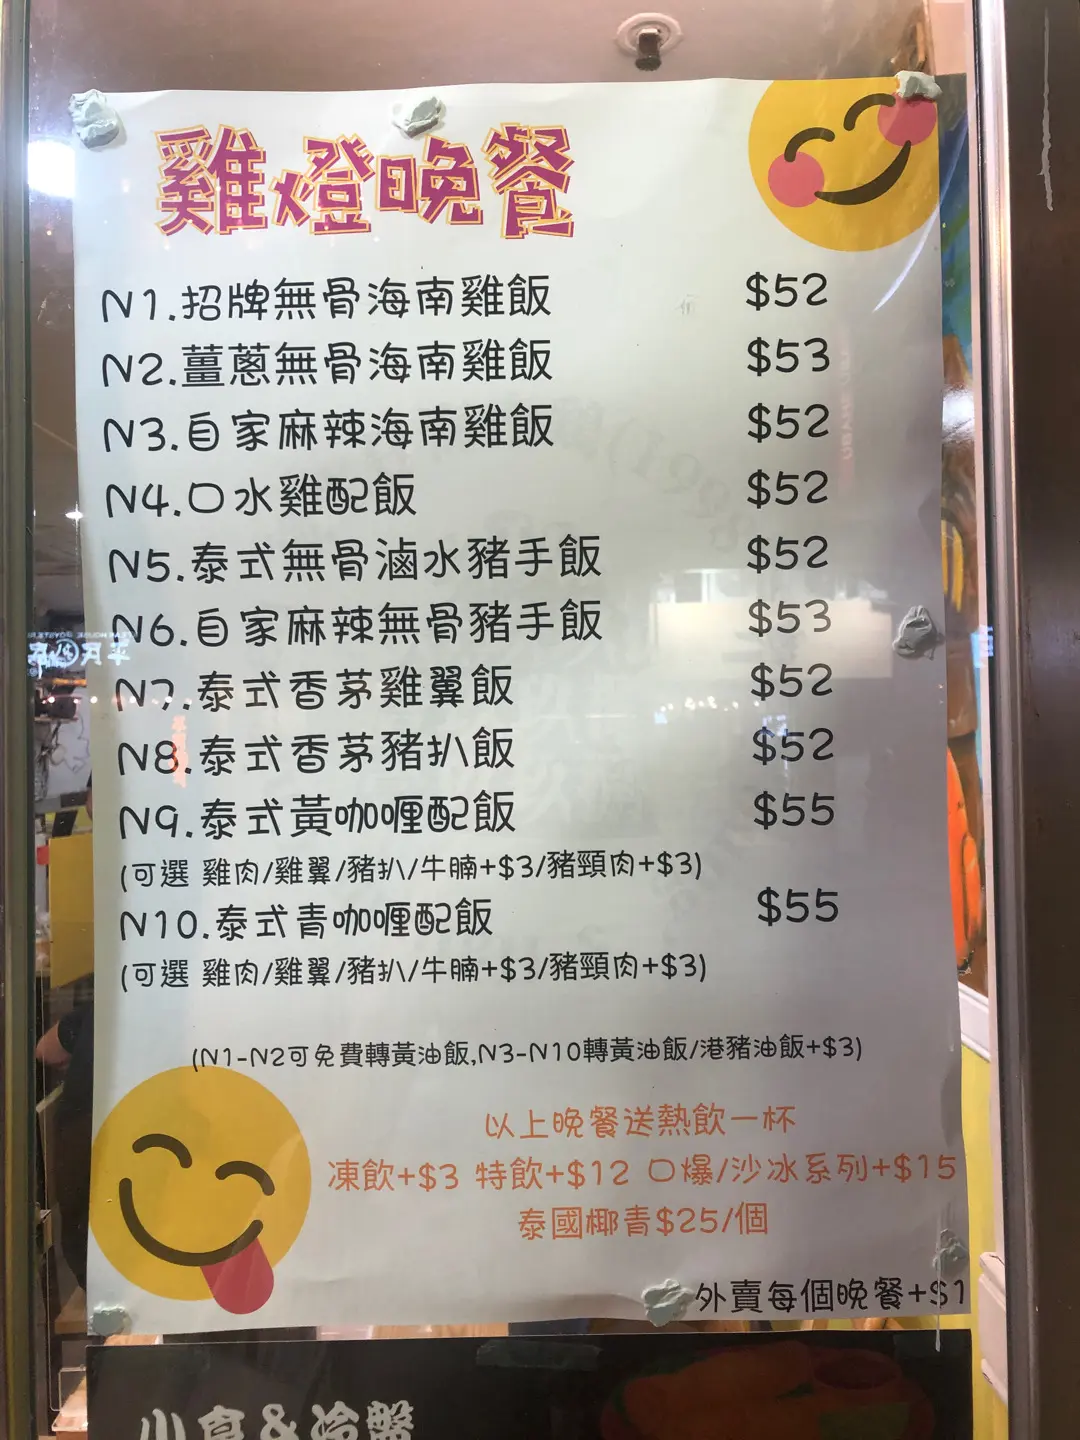 雞燈晚餐
N1.招牌無骨海南雞飯 $52
N2.薑蔥無骨海南雞飯 $53
N3.自家麻辣海南雞飯 $52
N4.口水雞配飯 $52
N5.泰式無骨滷水豬手飯 $52
N6.自家麻辣無骨豬手飯 $53
N7.泰式香茅雞翼飯 $52
N8.泰式香茅豬扒飯 $52
N9.泰式黃咖喱配飯 $55
(可選 雞肉/雞翼/豬扒/牛腩+$3/豬頸肉+$3)
N10.泰式青咖喱配飯 $55
(可選 雞肉/雞翼/豬扒/牛腩+$3/豬頸肉+$3)
(N1-N2可免費轉黃油飯,N3-N10轉黃油飯/港豬油飯+$3)
以上晚餐送熱飲一杯
凍飲+$3 特飲+$12 口爆/沙冰系列+$15
泰國椰青$25/個
外賣每個晚餐+$1
小食&冷盤